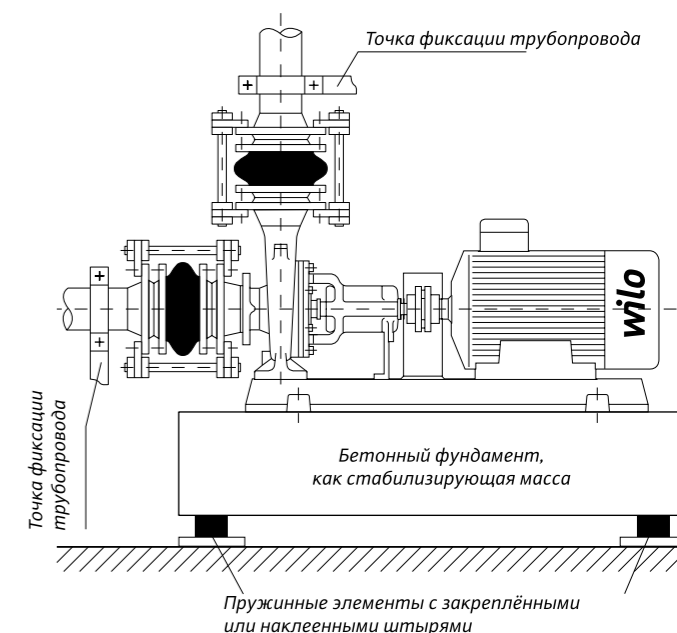 Точка фиксации трубопровода
wilo
Точка фиксации
трубопровода
Бетонный фундамент,
как стабилизирующая масса
Пружинные элементы с закреплёнными
или наклеенными штырями